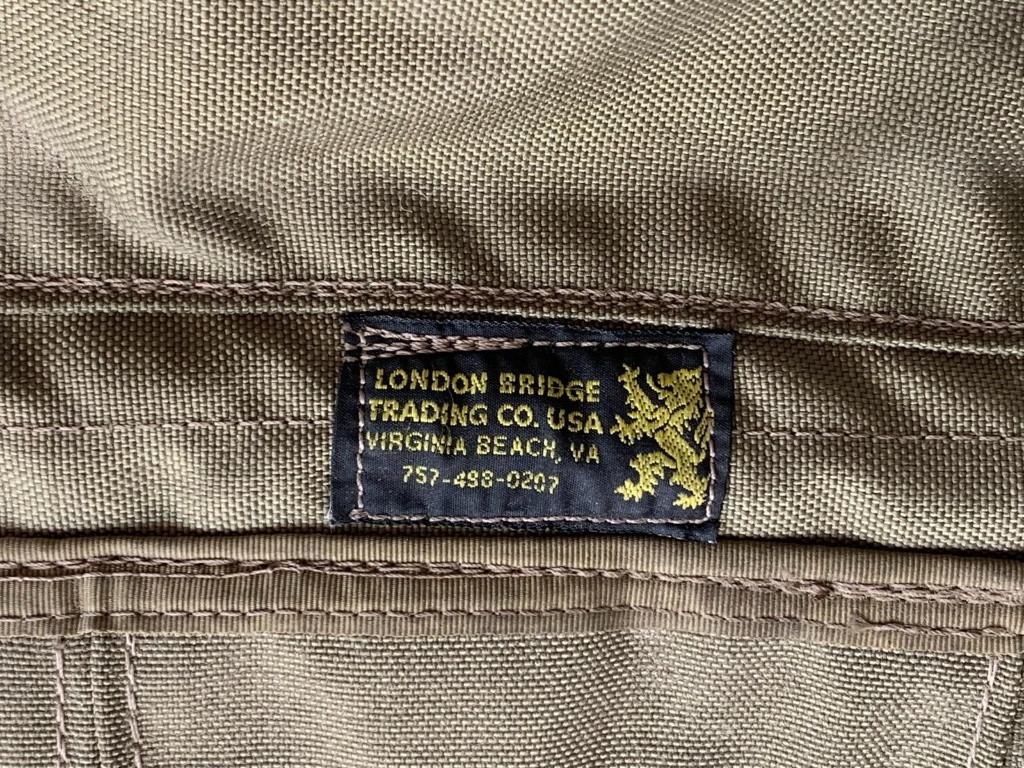 LONDON BRIDGE
TRADING CO. USA
VIRGINIA BEACH, VA
757-498-0207